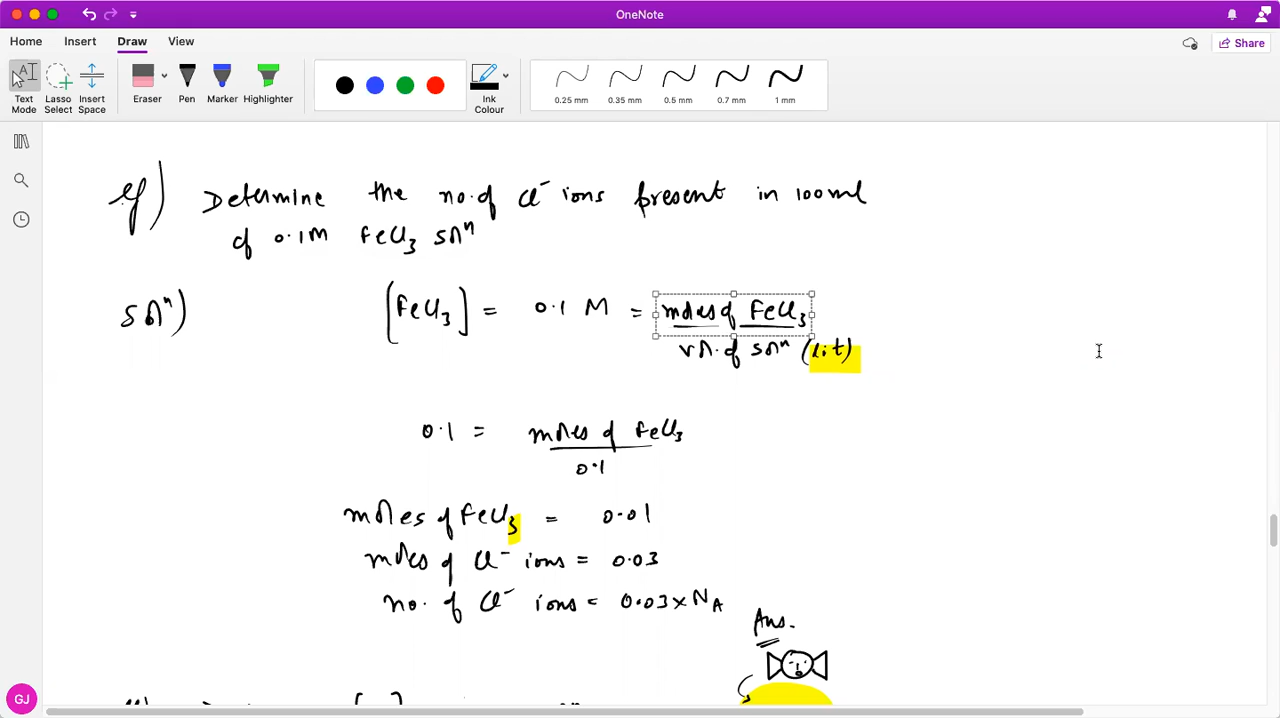 OneNote
Home Insert Draw View
Share
Text Mode
Lasso Select
Insert Space
Eraser
Pen
Marker
Highlighter
Ink Colour
0.25 mm
0.35 mm
0.5 mm
0.7 mm
1 mm
eg) Determine the no. of Cl⁻ ions present in 100ml
of 0.1M FeCl₃ solⁿ
solⁿ) [FeCl₃] = 0.1 M = moles of FeCl₃
vol. of solⁿ (lit)
0.1 = moles of FeCl₃
0.1
moles of FeCl₃ = 0.01
moles of Cl⁻ ions = 0.03
no. of Cl⁻ ions = 0.03 × N_A
Ans.
GJ